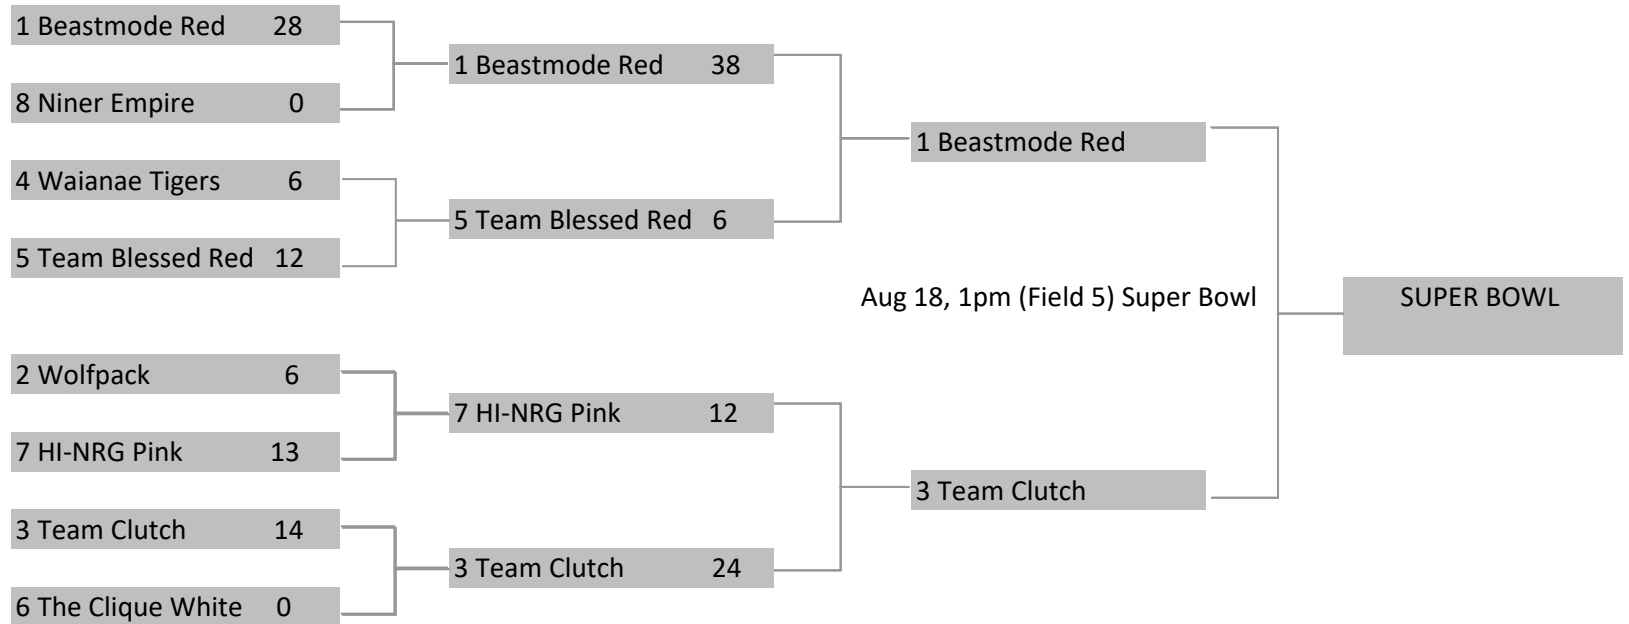 1 Beastmode Red 28
8 Niner Empire 0
4 Waianae Tigers 6
5 Team Blessed Red 12
2 Wolfpack 6
7 HI-NRG Pink 13
3 Team Clutch 14
6 The Clique White 0
1 Beastmode Red 38
5 Team Blessed Red 6
7 HI-NRG Pink 12
3 Team Clutch 24
1 Beastmode Red
Aug 18, 1pm (Field 5) Super Bowl
3 Team Clutch
SUPER BOWL